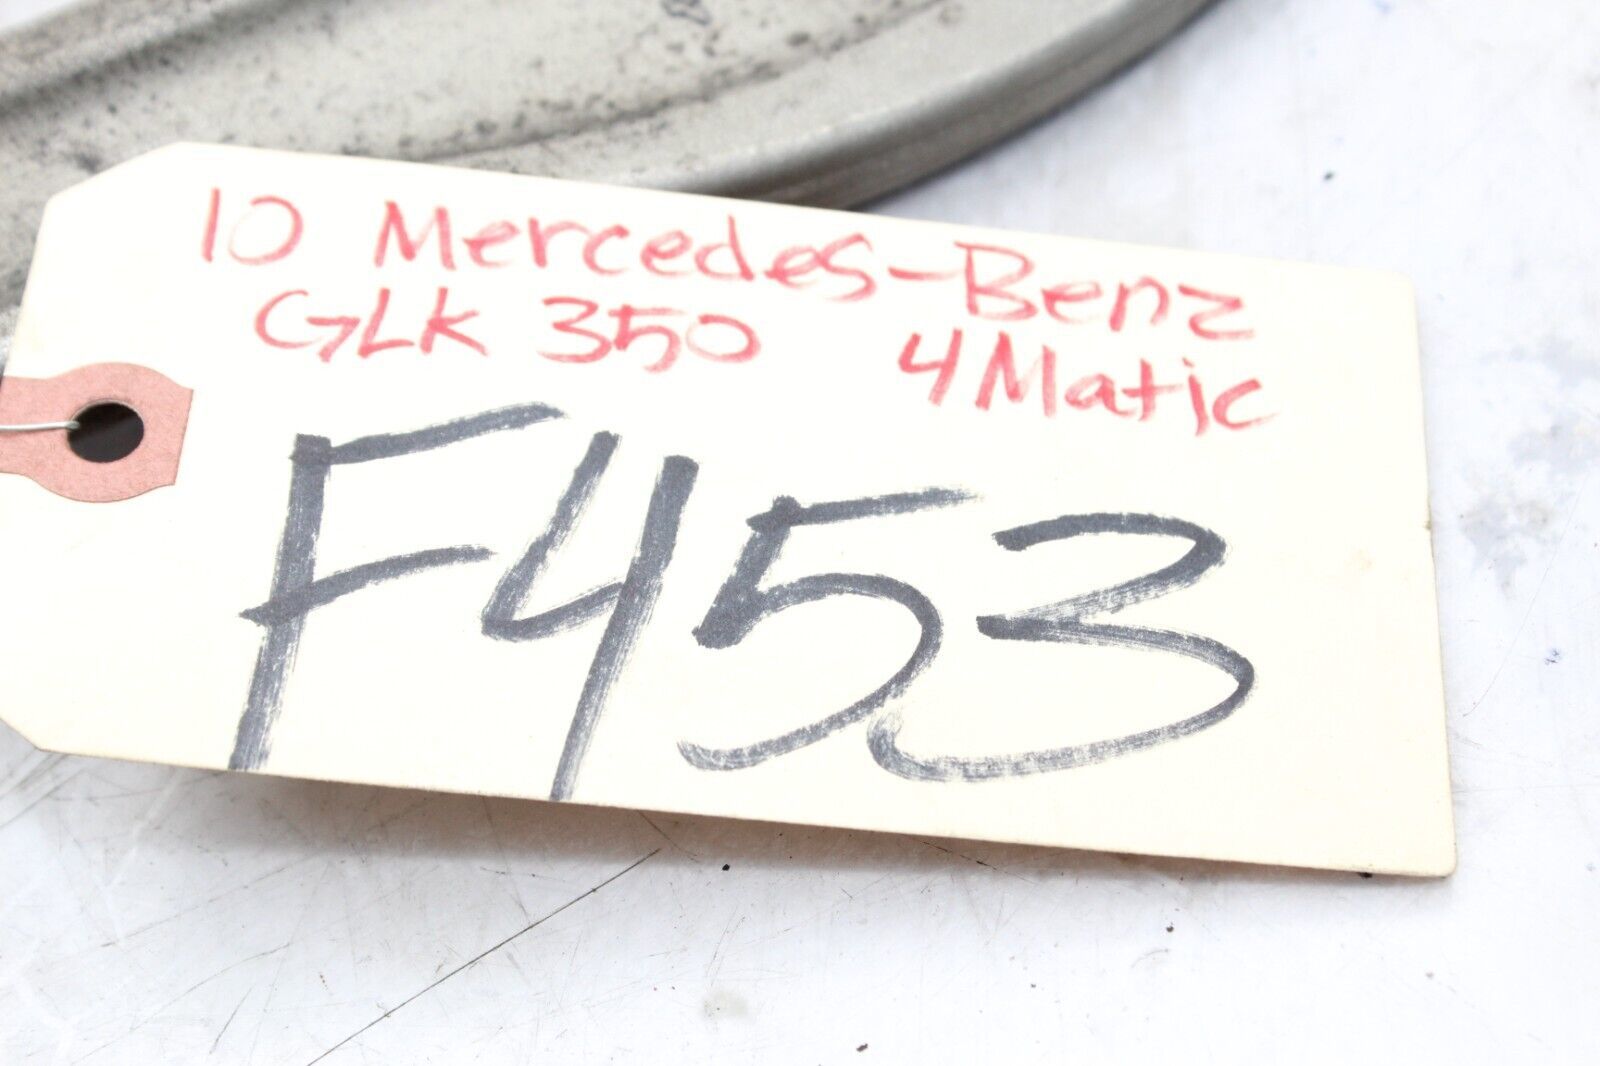 10 Mercedes-Benz
GLK 350 4Matic
F453